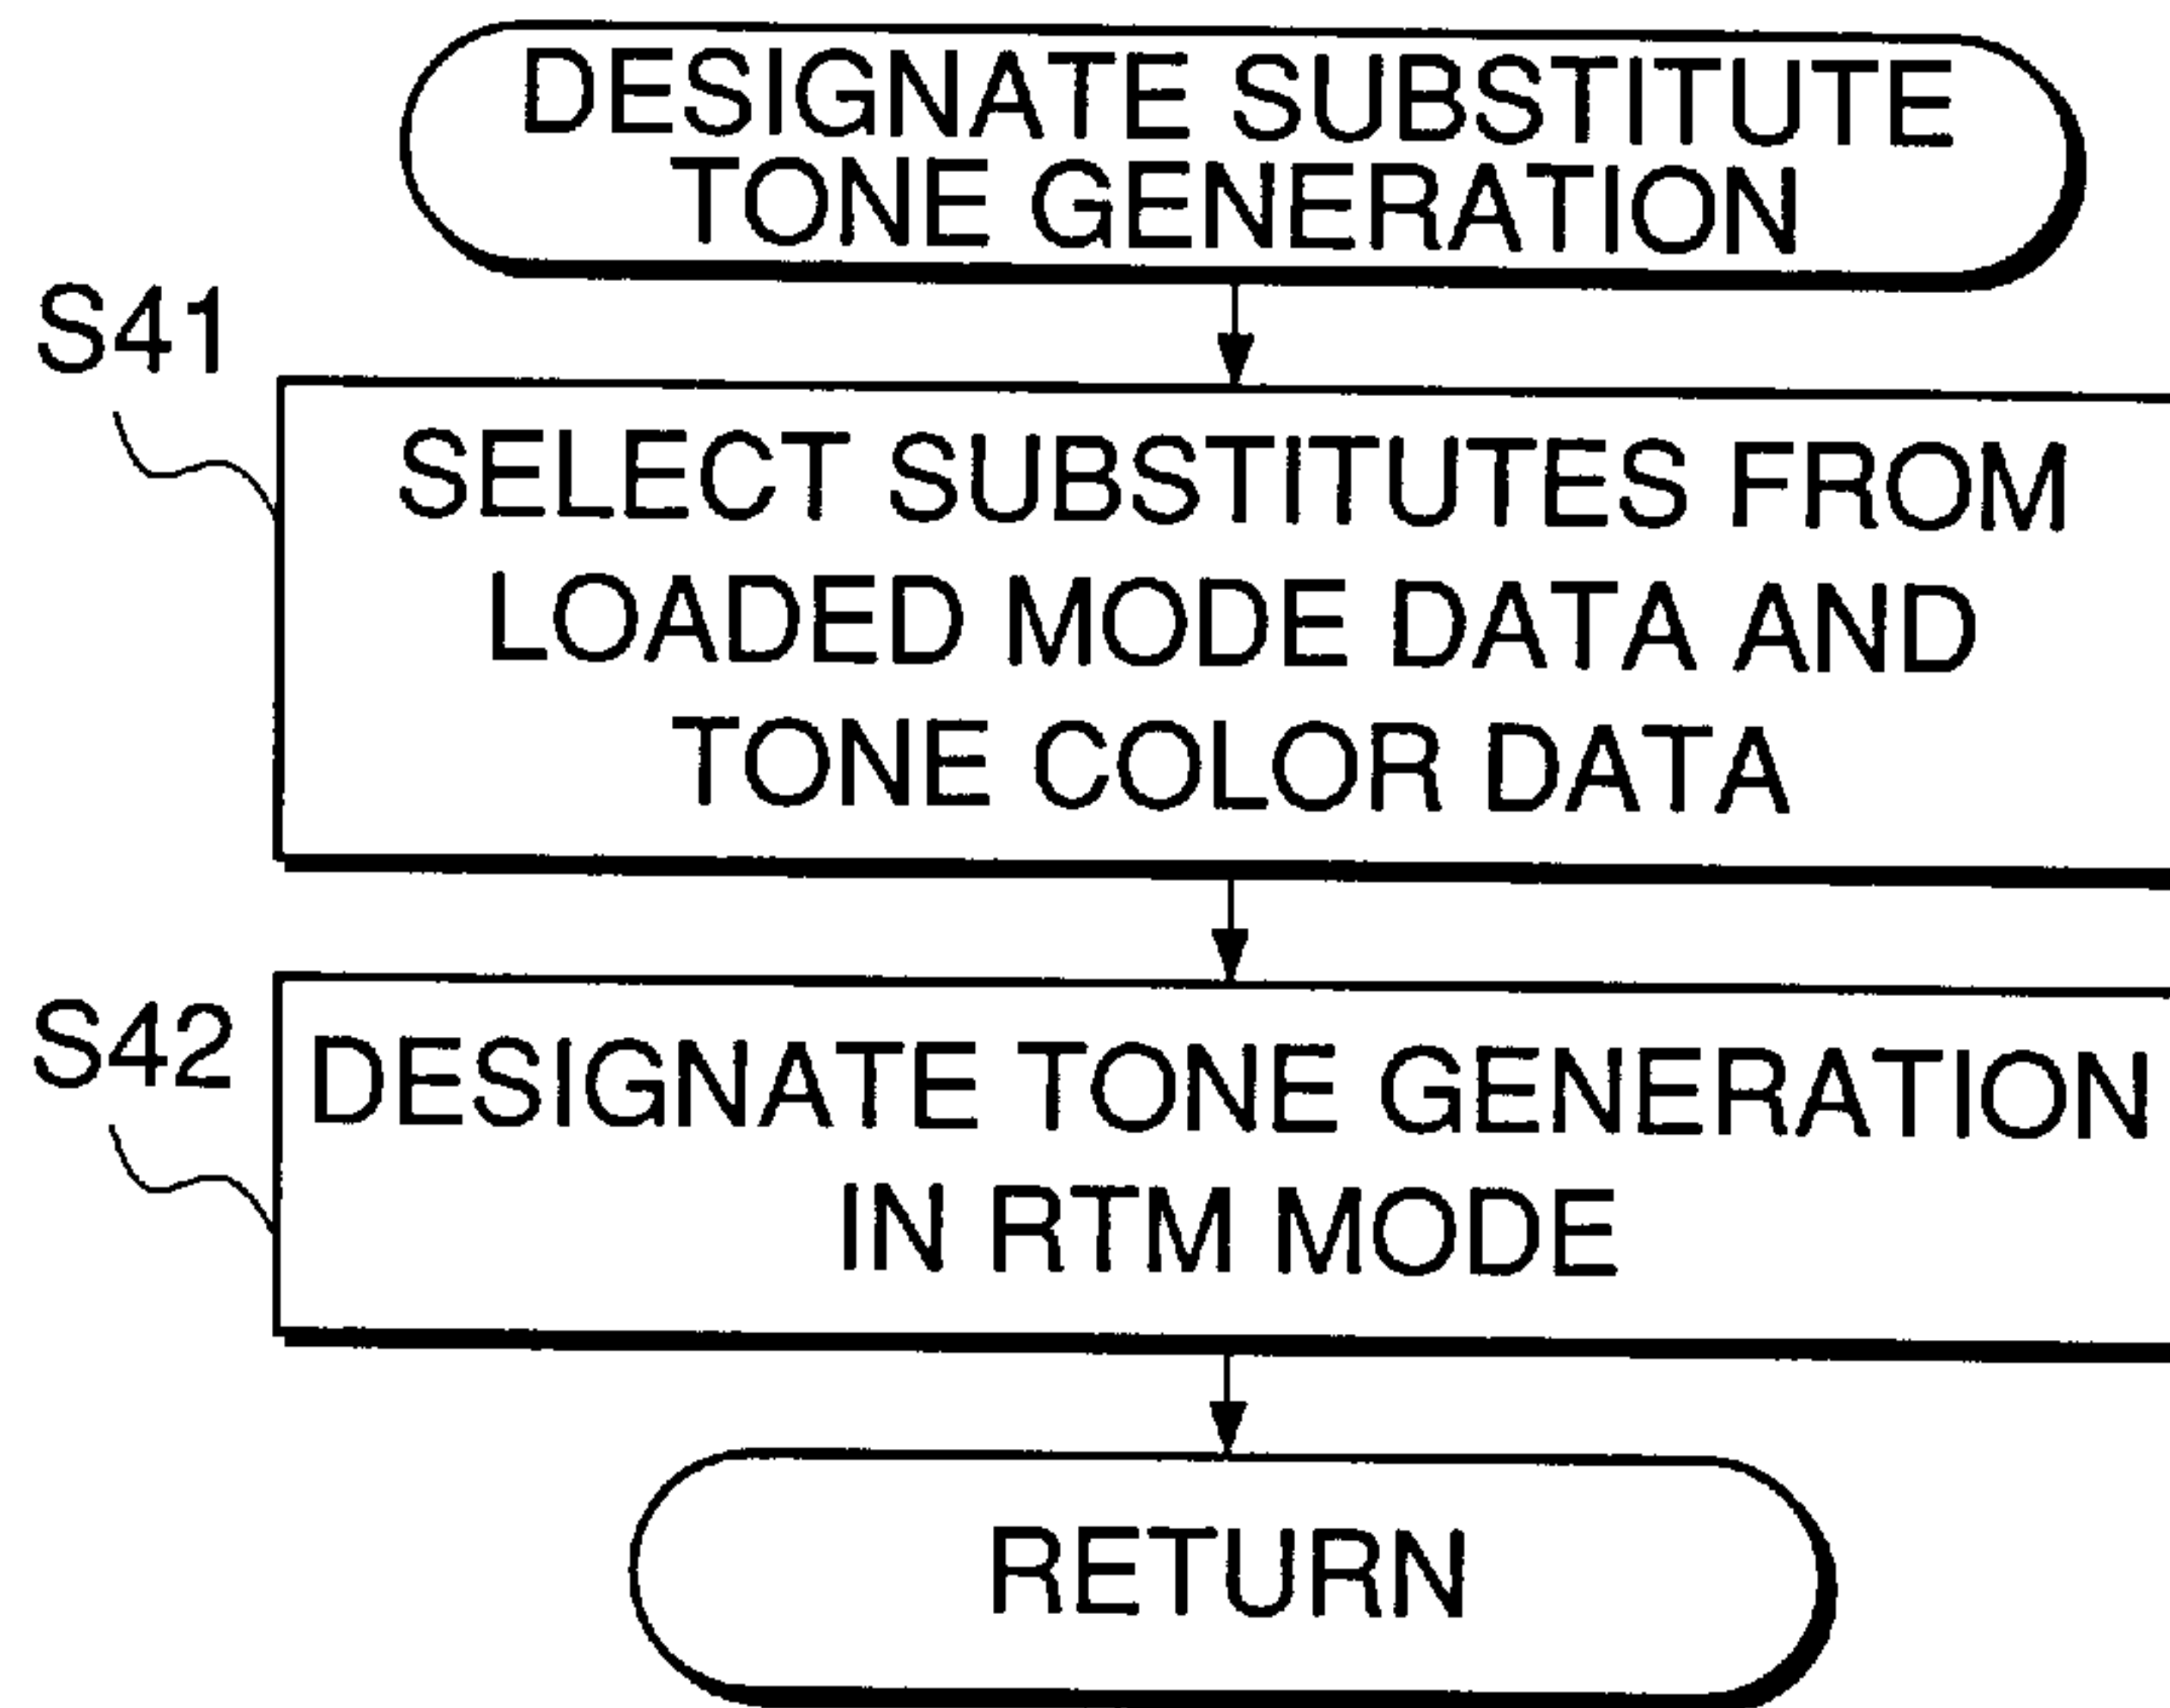 DESIGNATE SUBSTITUTE
TONE GENERATION
S41
SELECT SUBSTITUTES FROM
LOADED MODE DATA AND
TONE COLOR DATA
S42
DESIGNATE TONE GENERATION
IN RTM MODE
RETURN